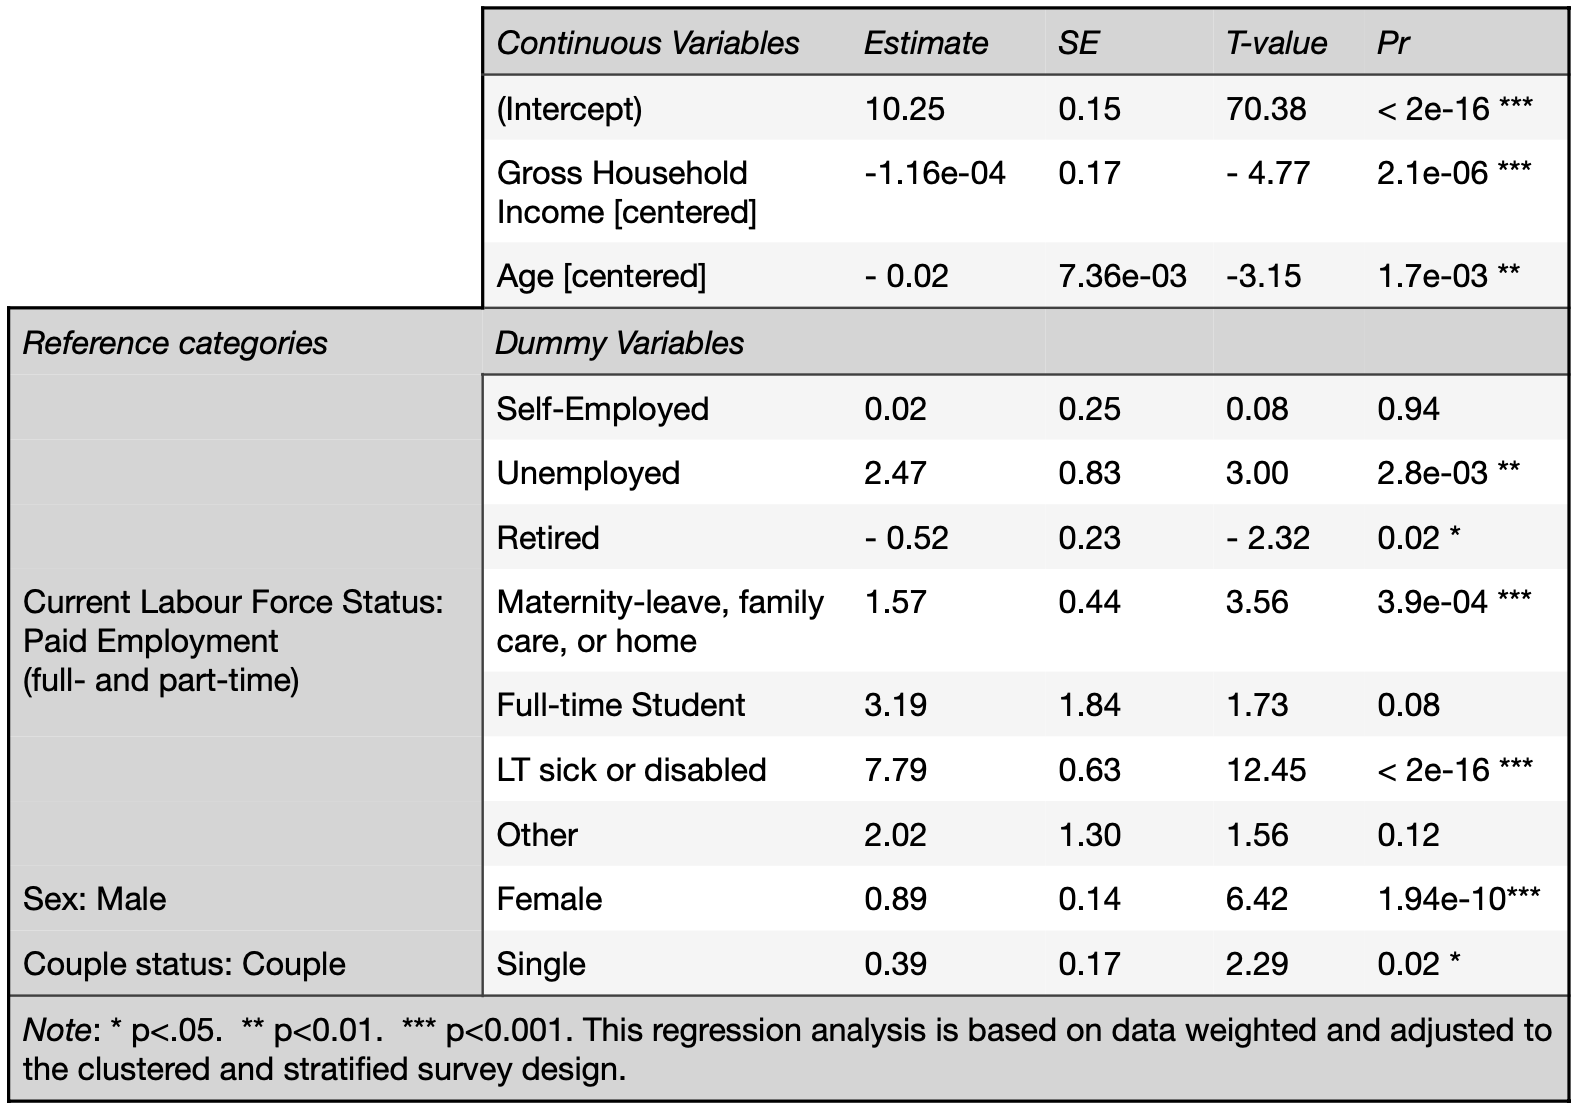 Continuous Variables Estimate SE T-value Pr
(Intercept) 10.25 0.15 70.38 < 2e-16 ***
Gross Household -1.16e-04 0.17 - 4.77 2.1e-06 ***
Income [centered]
Age [centered] - 0.02 7.36e-03 -3.15 1.7e-03 **
Reference categories Dummy Variables
Self-Employed 0.02 0.25 0.08 0.94
Unemployed 2.47 0.83 3.00 2.8e-03 **
Retired - 0.52 0.23 - 2.32 0.02 *
Current Labour Force Status: Maternity-leave, family 1.57 0.44 3.56 3.9e-04 ***
Paid Employment care, or home
(full- and part-time)
Full-time Student 3.19 1.84 1.73 0.08
LT sick or disabled 7.79 0.63 12.45 < 2e-16 ***
Other 2.02 1.30 1.56 0.12
Sex: Male Female 0.89 0.14 6.42 1.94e-10***
Couple status: Couple Single 0.39 0.17 2.29 0.02 *
Note: * p<.05. ** p<0.01. *** p<0.001. This regression analysis is based on data weighted and adjusted to
the clustered and stratified survey design.